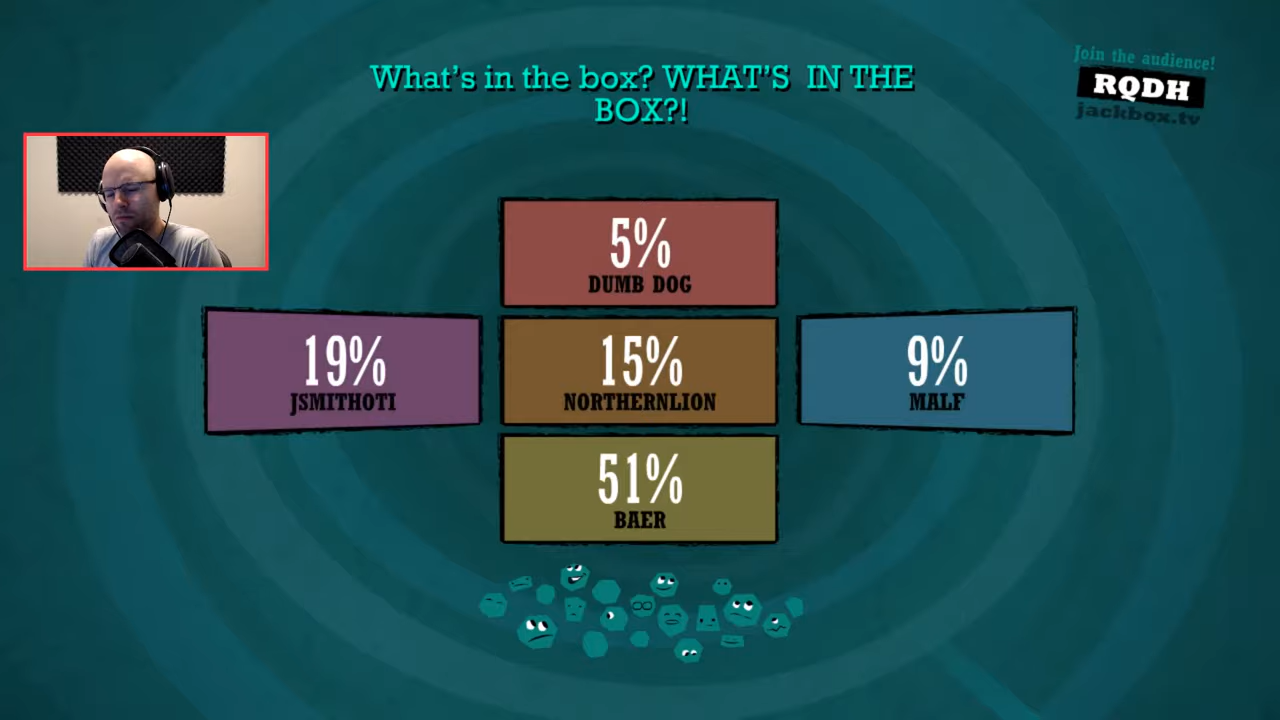 Join the audience!
RQDH
jackbox.tv
What's in the box? WHAT'S IN THE
BOX?!
5%
DUMB DOG
19%
JSMITHOTI
15%
NORTHERNLION
9%
MALF
51%
BAER